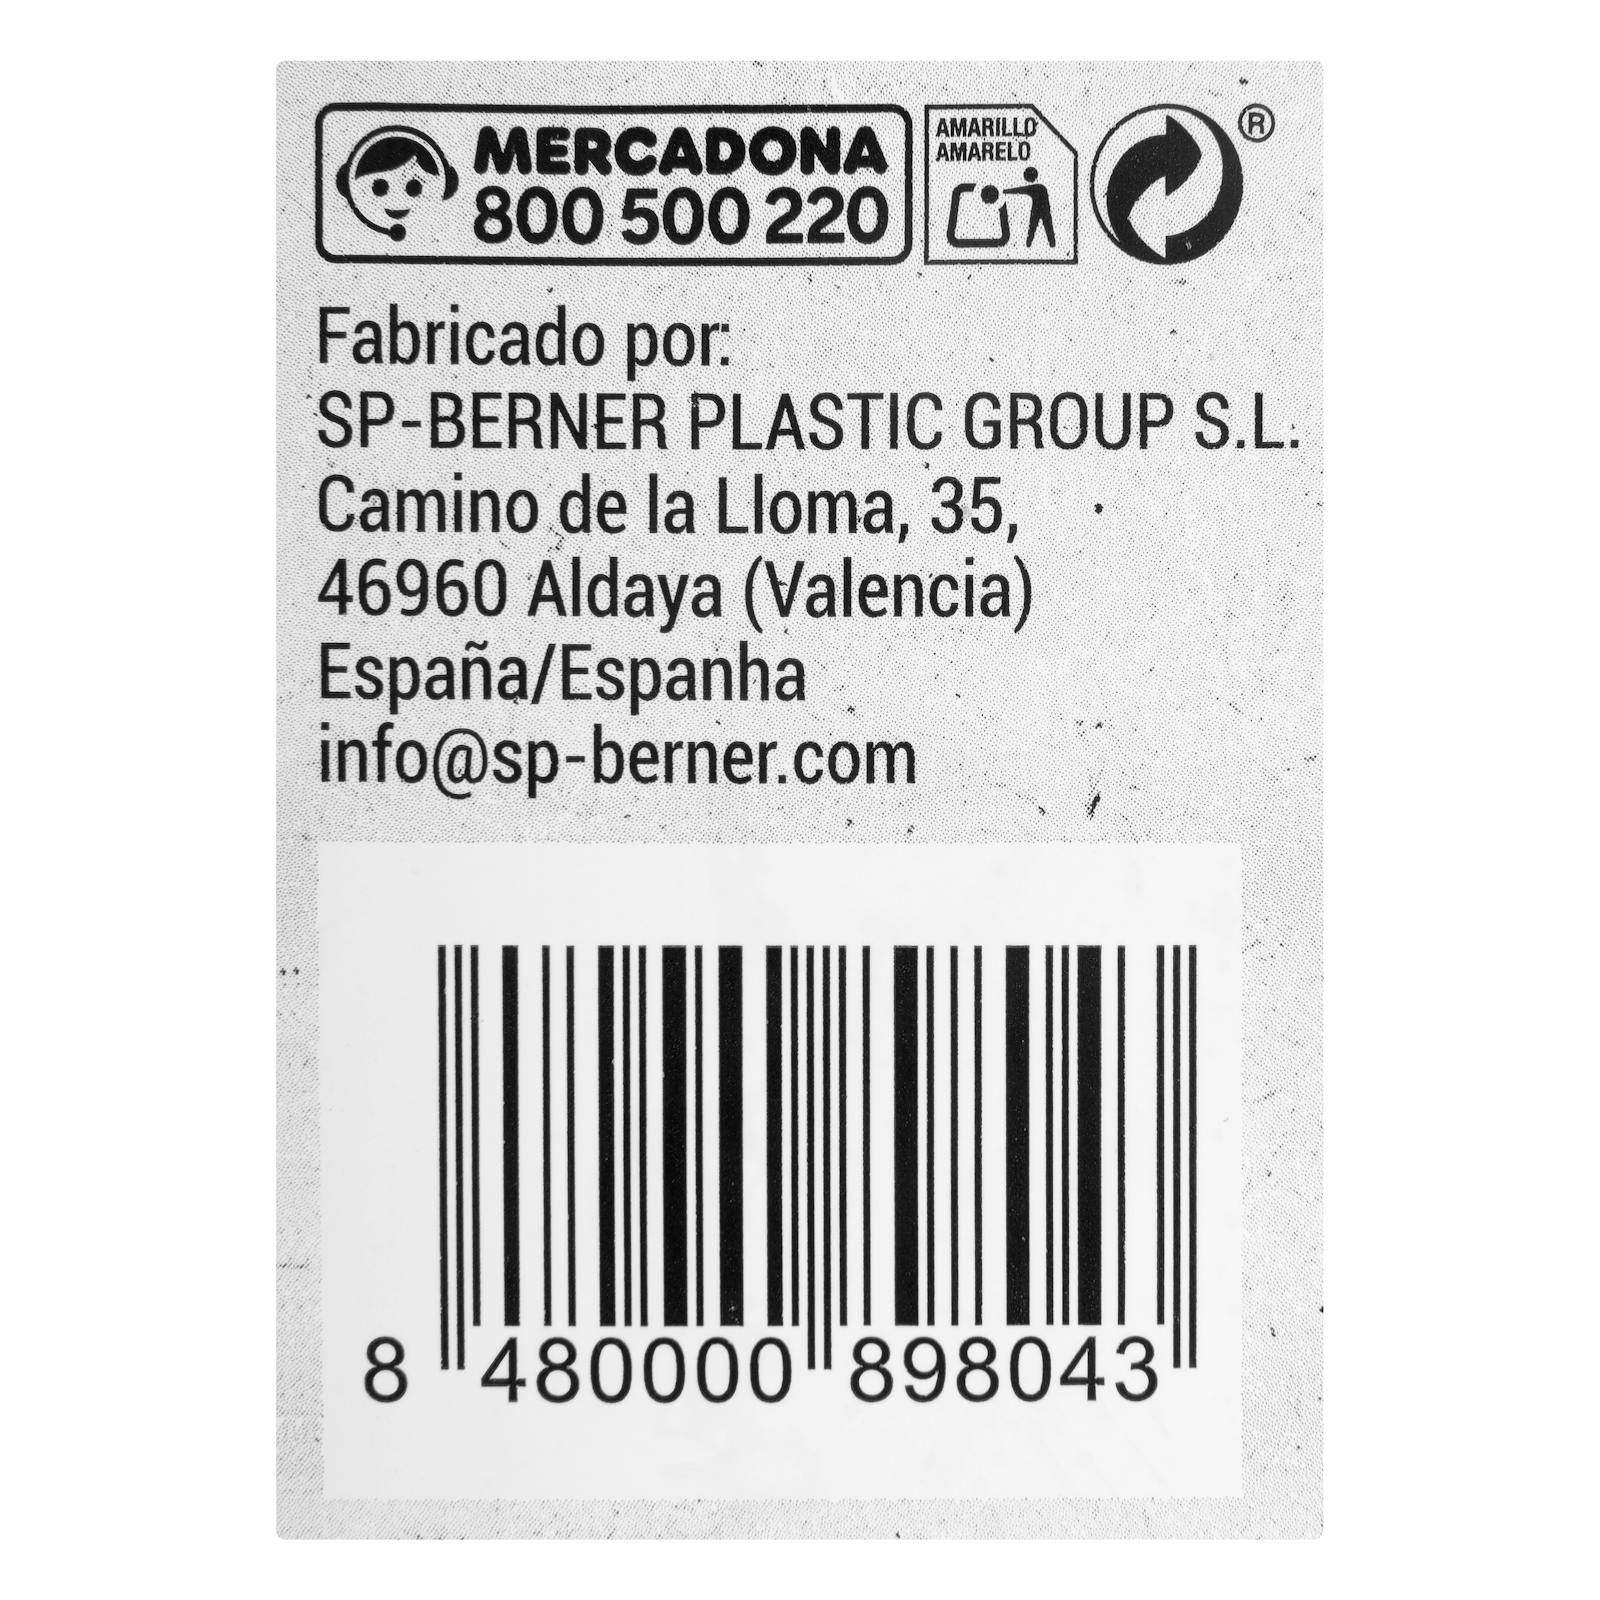 MERCADONA
800 500 220
AMARILLO
AMARELO
®
Fabricado por:
SP-BERNER PLASTIC GROUP S.L.
Camino de la Lloma, 35,
46960 Aldaya (Valencia)
España/Espanha
info@sp-berner.com
8 480000 898043